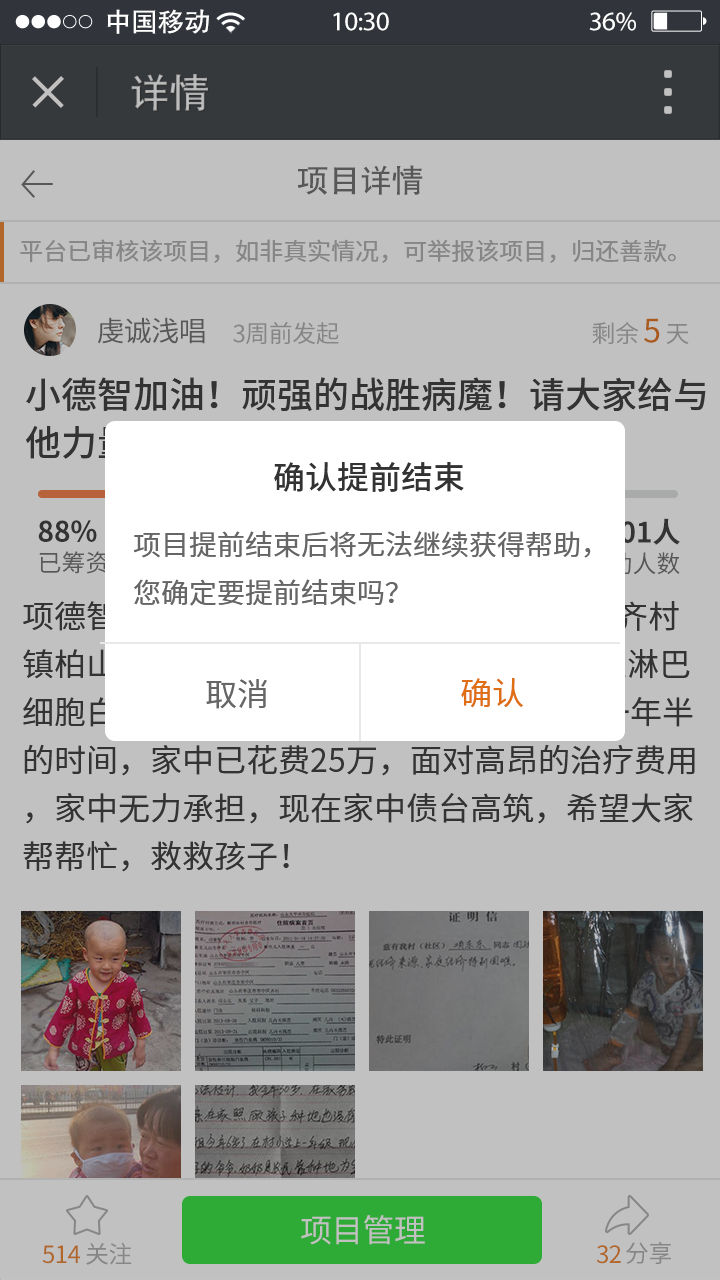 中国移动 10:30 36%
详情
项目详情
平台已审核该项目，如非真实情况，可举报该项目，归还善款。
虔诚浅唱 3周前发起 剩余 5 天
小德智加油！顽强的战胜病魔！请大家给与
他力
确认提前结束
88% 01人
项目提前结束后将无法继续获得帮助，
已筹资 人数
您确定要提前结束吗？
项德智 齐村
镇柏山 淋巴
取消 确认
细胞白 年半
的时间，家中已花费25万，面对高昂的治疗费用
，家中无力承担，现在家中债台高筑，希望大家
帮帮忙，救救孩子！
证明信
兹有我村（社区） 同志
特此证明
项目管理
514 关注 32 分享